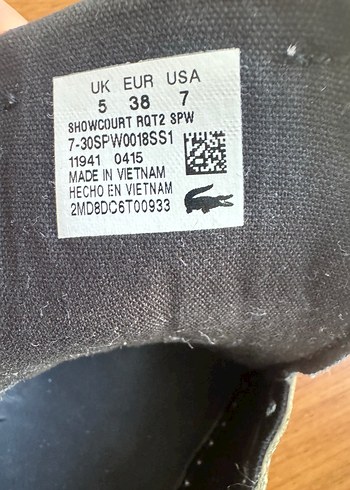 UK EUR USA
5 38 7
SHOWCOURT RQT2 SPW
7-30SPW0018SS1
11941 0415
MADE IN VIETNAM
HECHO EN VIETNAM
2MD8DC6T00933